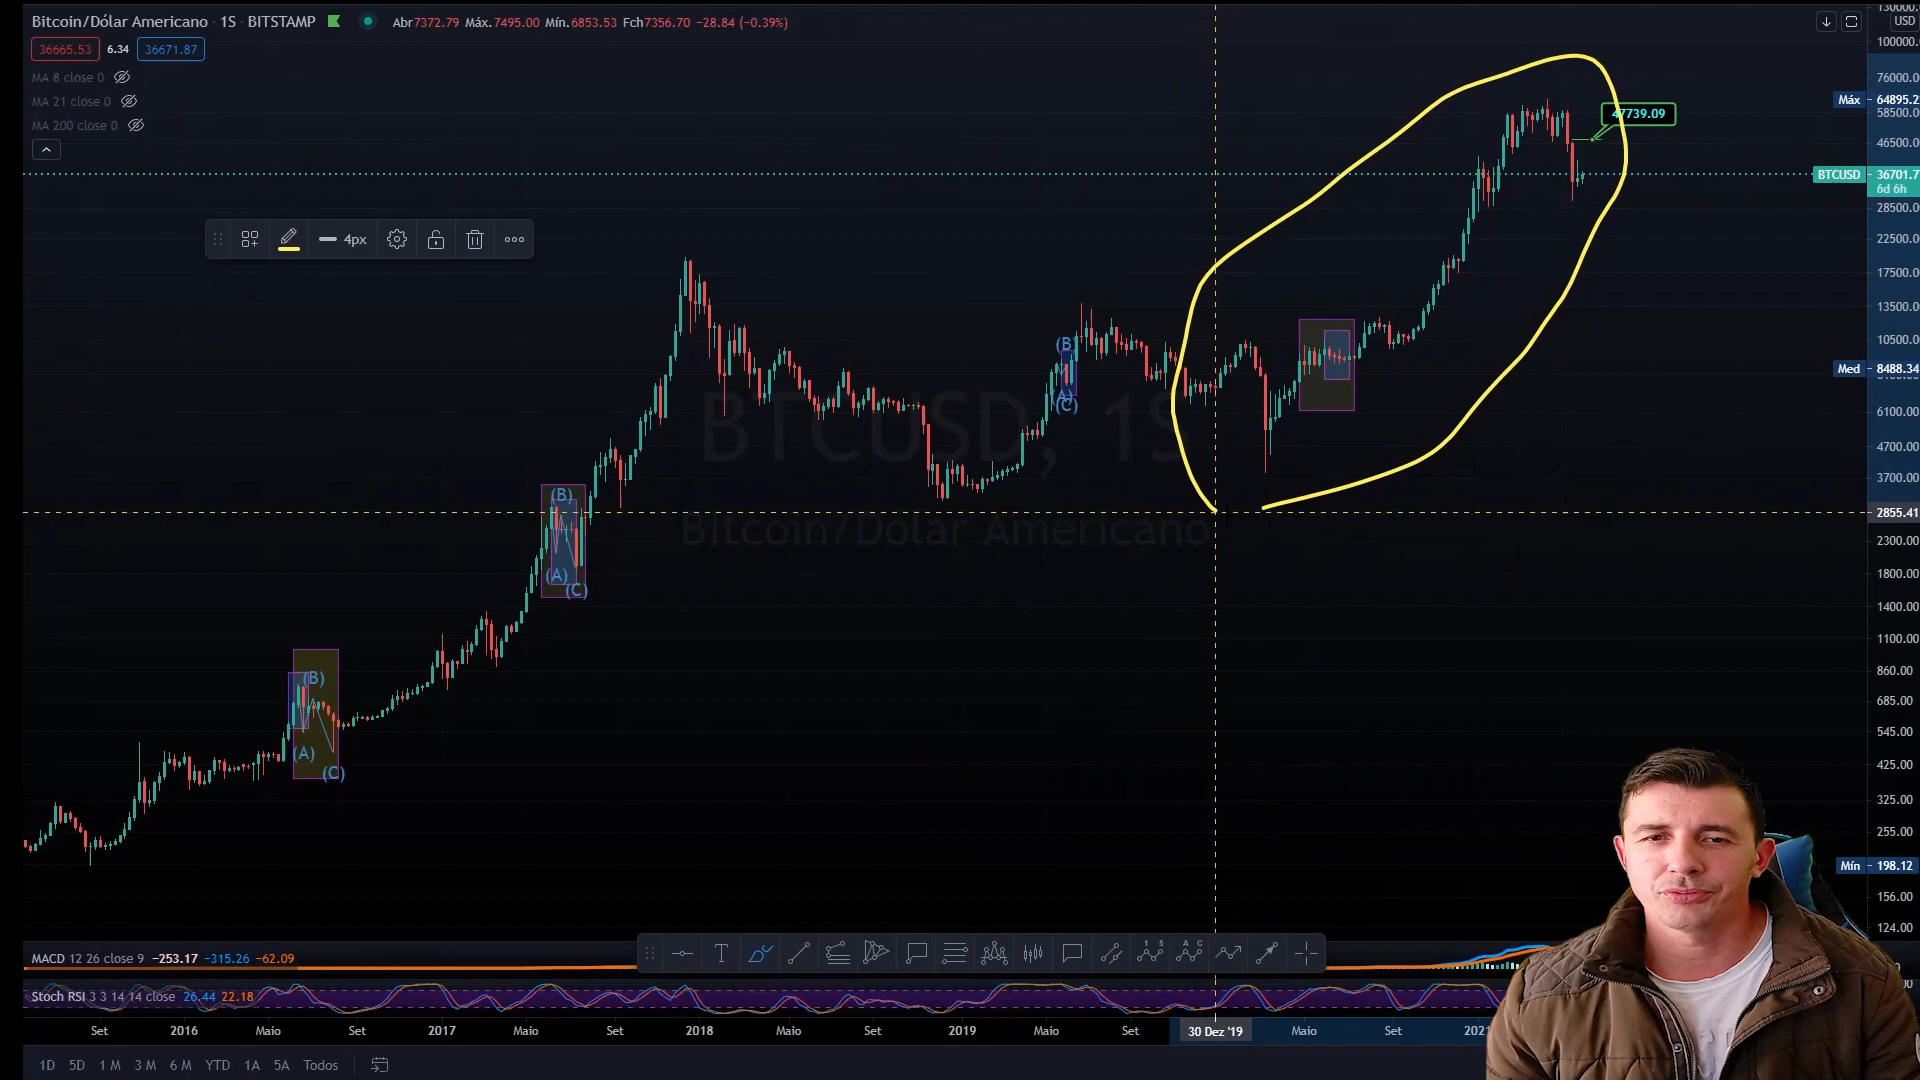 Bitcoin/Dólar Americano · 1S · BITSTAMP Abr7372.79 Máx.7495.00 Mín.6853.53 Fch7356.70 −28.84 (−0.39%)
36665.53 6.34 36671.87
MA 8 close 0
MA 21 close 0
MA 200 close 0
4px
USD
130000.
100000.
76000.0
Máx 64895.2
58500.0
47739.09
46500.0
BTCUSD 36701.7
6d 6h
28500.0
22500.0
17500.0
13500.0
10500.0
Med 8488.34
6100.00
4700.00
3700.00
2855.41
2300.00
1800.00
1400.00
1100.00
860.00
685.00
545.00
425.00
325.00
255.00
Mín 198.12
156.00
124.00
BTCUSD, 1S
Bitcoin/Dólar Americano
(B)
(A)
(C)
(B)
(A)
(C)
(B)
(A)
(C)
MACD 12 26 close 9 −253.17 −315.26 −62.09
Stoch RSI 3 3 14 14 close 26.44 22.18
Set 2016 Maio Set 2017 Maio Set 2018 Maio Set 2019 Maio Set 30 Dez '19 Maio Set 2021
1D 5D 1 M 3 M 6 M YTD 1A 5A Todos